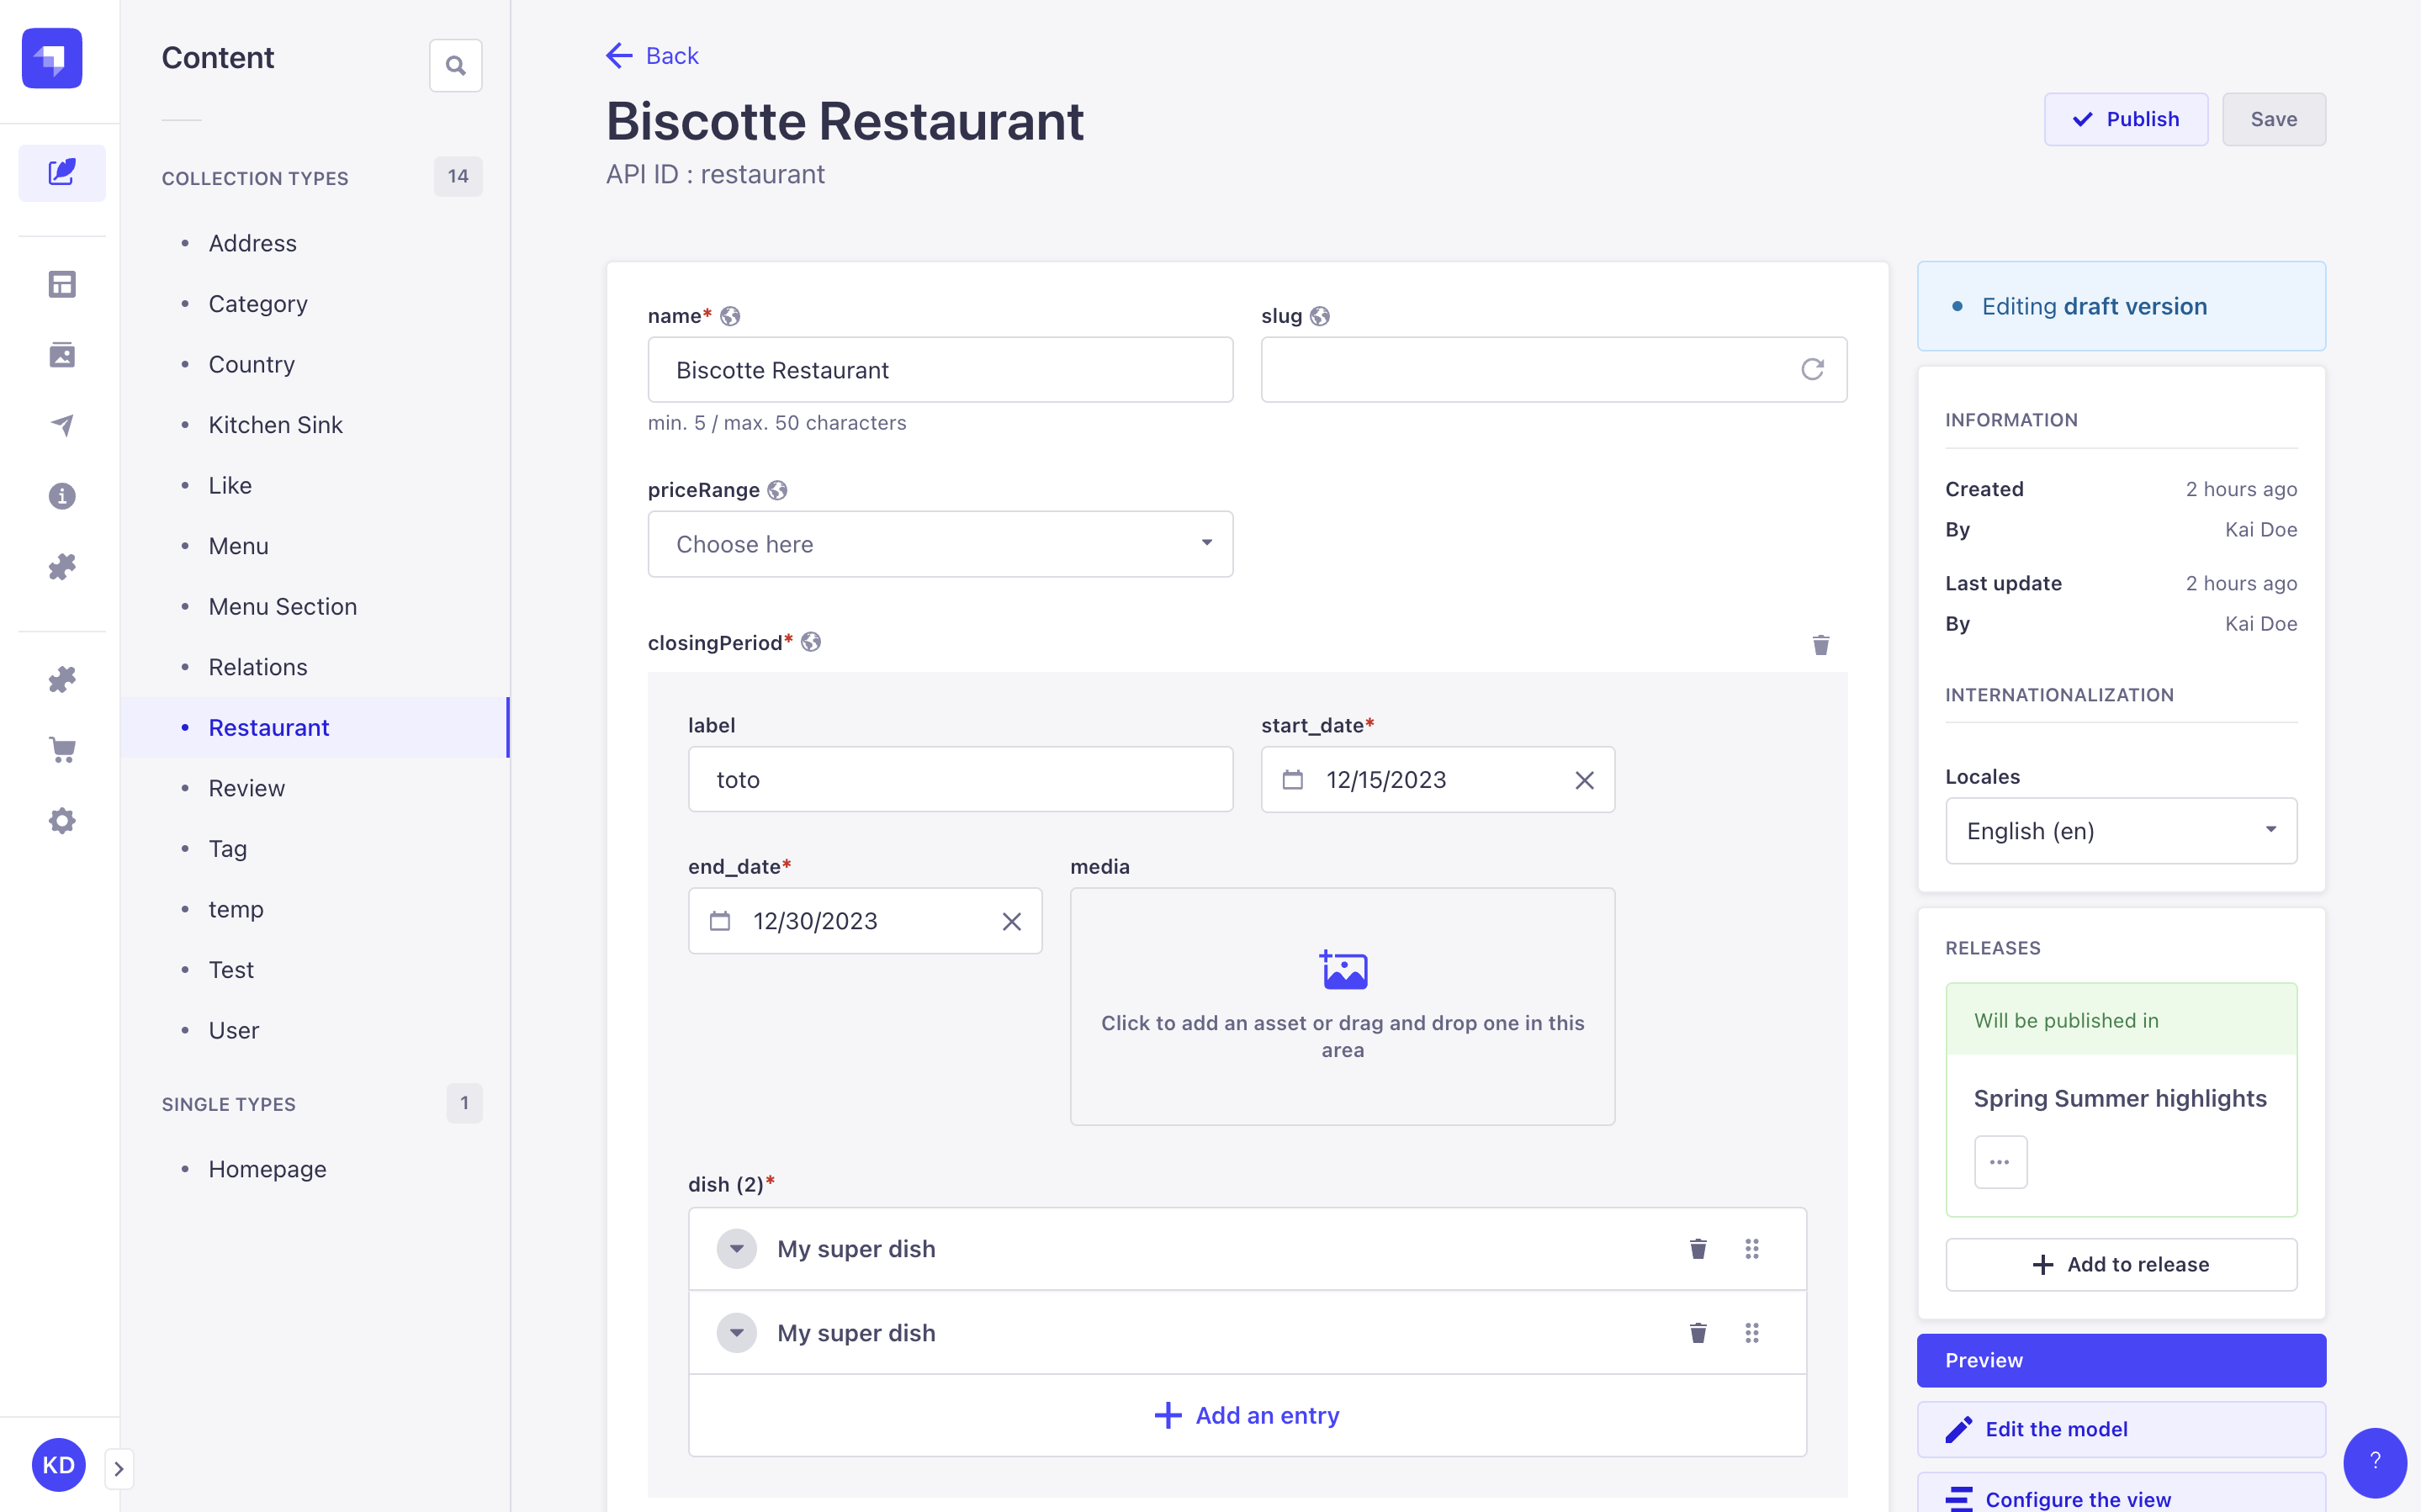 Content
COLLECTION TYPES 14
Address
Category
Country
Kitchen Sink
Like
Menu
Menu Section
Relations
Restaurant
Review
Tag
temp
Test
User
SINGLE TYPES 1
Homepage
KD
Back
Biscotte Restaurant
API ID : restaurant
Publish
Save
name*
Biscotte Restaurant
min. 5 / max. 50 characters
slug
priceRange
Choose here
closingPeriod*
label
toto
start_date*
12/15/2023
end_date*
12/30/2023
media
Click to add an asset or drag and drop one in this
area
dish (2)*
My super dish
My super dish
Add an entry
Editing draft version
INFORMATION
Created 2 hours ago
By Kai Doe
Last update 2 hours ago
By Kai Doe
INTERNATIONALIZATION
Locales
English (en)
RELEASES
Will be published in
Spring Summer highlights
Add to release
Preview
Edit the model
Configure the view
?